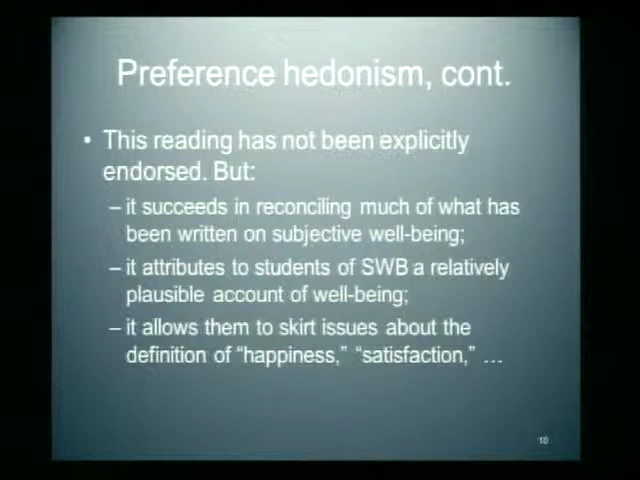 Preference hedonism, cont.
• This reading has not been explicitly
endorsed. But:
– it succeeds in reconciling much of what has
been written on subjective well-being;
– it attributes to students of SWB a relatively
plausible account of well-being;
– it allows them to skirt issues about the
definition of “happiness,” “satisfaction,” …
10